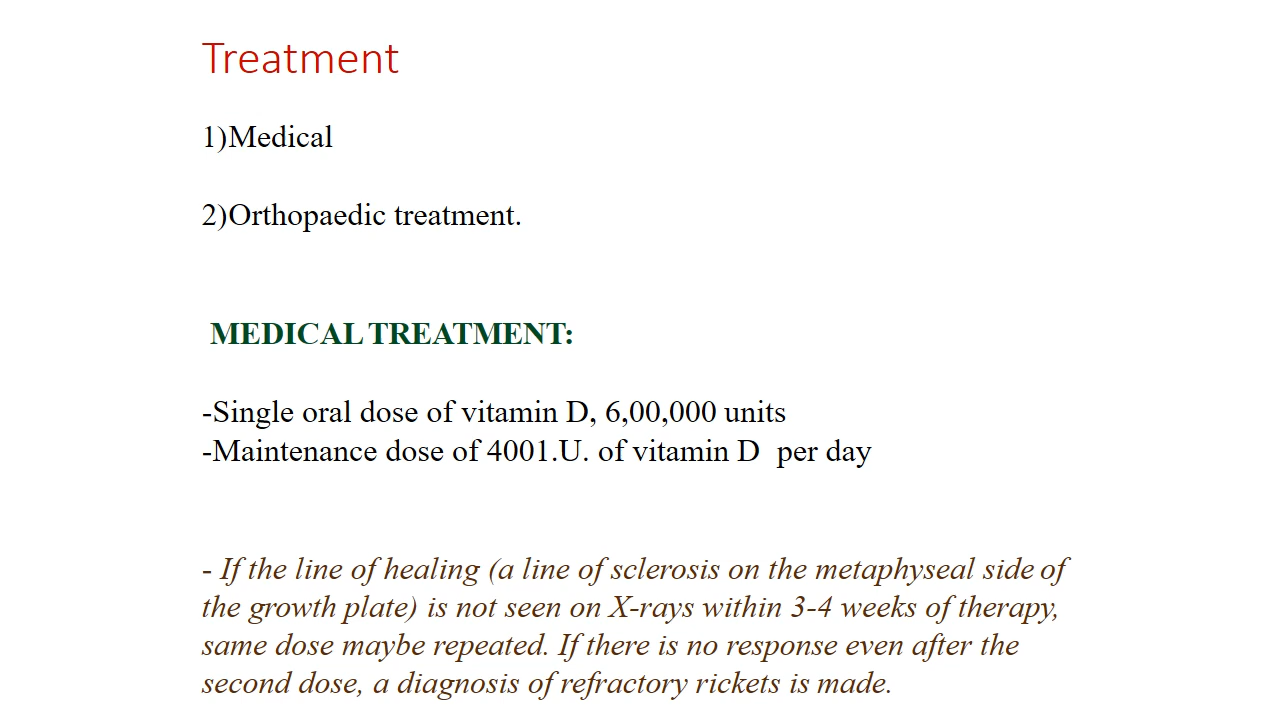 Treatment
1)Medical
2)Orthopaedic treatment.
MEDICAL TREATMENT:
-Single oral dose of vitamin D, 6,00,000 units
-Maintenance dose of 4001.U. of vitamin D  per day
- If the line of healing (a line of sclerosis on the metaphyseal side of
the growth plate) is not seen on X-rays within 3-4 weeks of therapy,
same dose maybe repeated. If there is no response even after the
second dose, a diagnosis of refractory rickets is made.